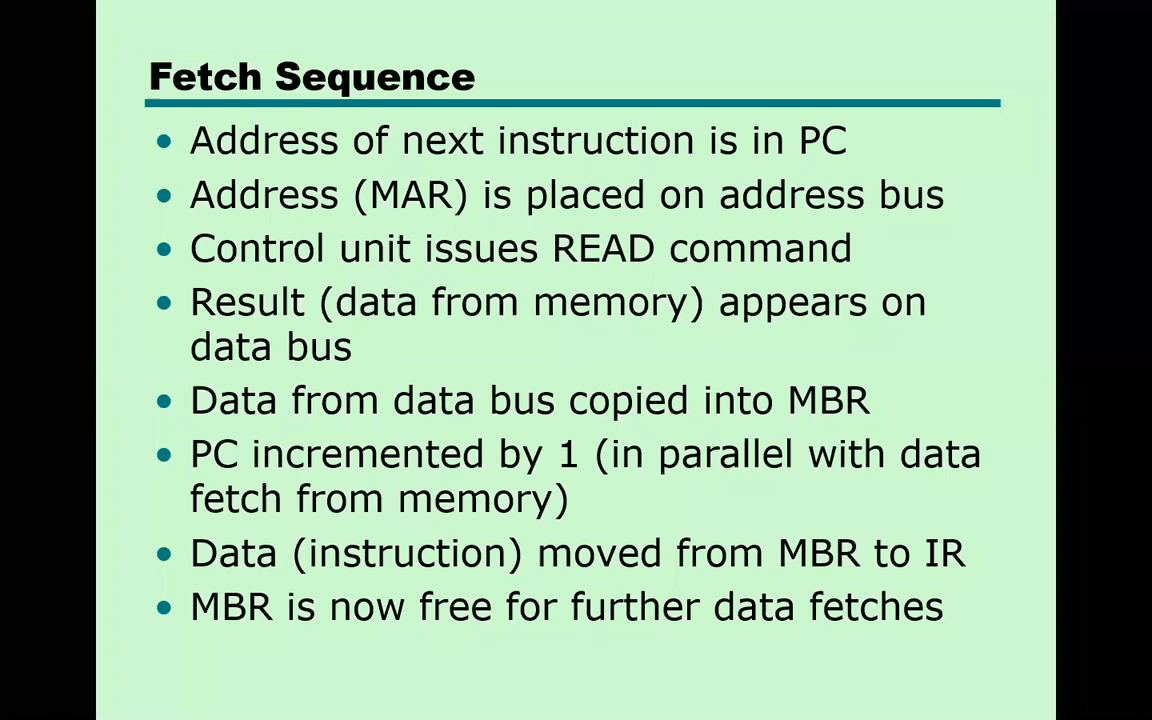 Fetch Sequence
• Address of next instruction is in PC
• Address (MAR) is placed on address bus
• Control unit issues READ command
• Result (data from memory) appears on
data bus
• Data from data bus copied into MBR
• PC incremented by 1 (in parallel with data
fetch from memory)
• Data (instruction) moved from MBR to IR
• MBR is now free for further data fetches